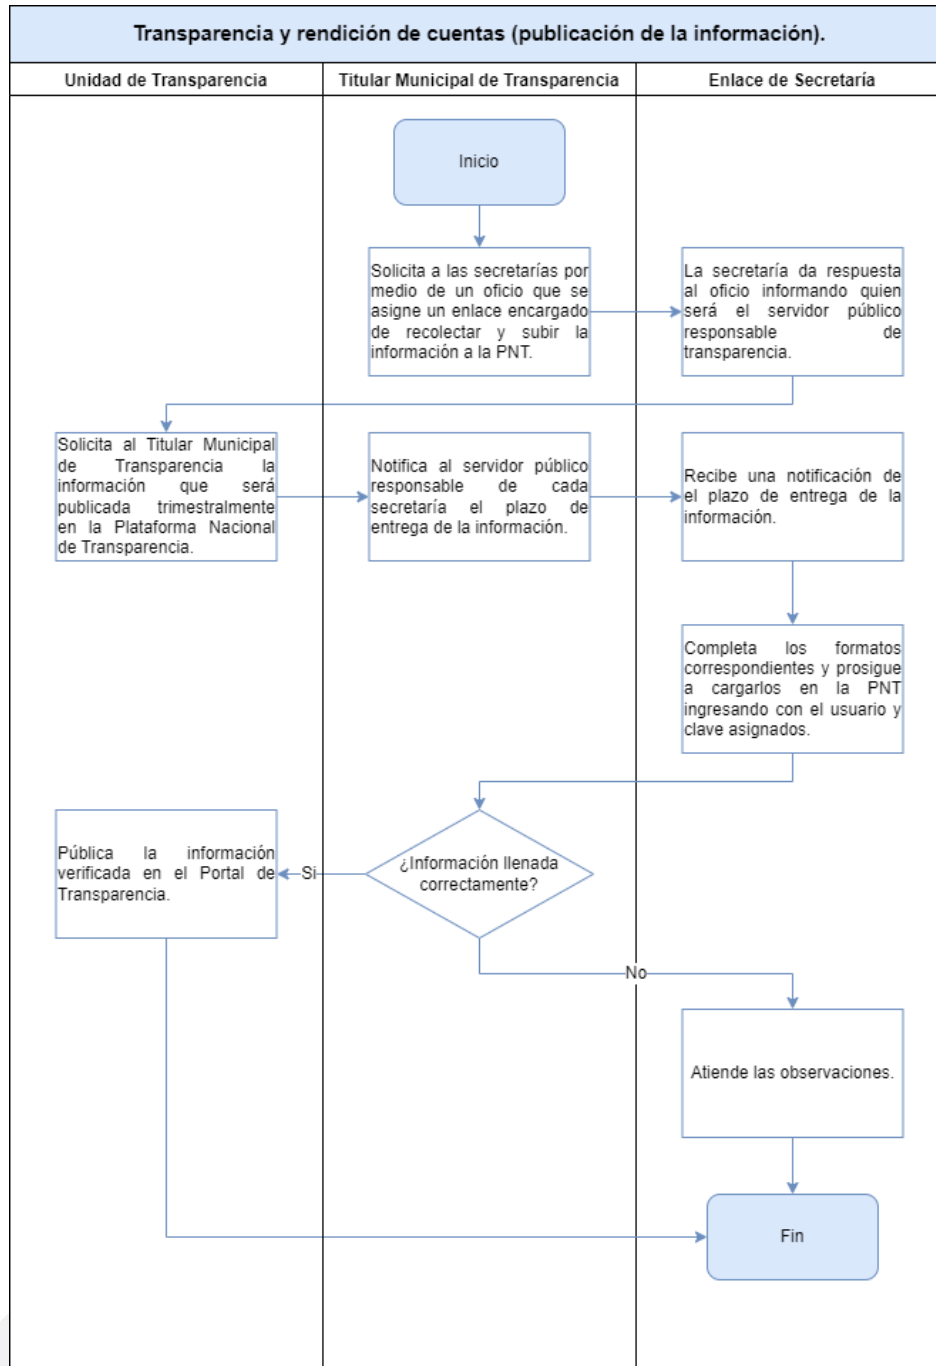 Transparencia y rendición de cuentas (publicación de la información).
Unidad de Transparencia
Titular Municipal de Transparencia
Enlace de Secretaría
Inicio
Solicita a las secretarías por
medio de un oficio que se
asigne un enlace encargado
de recolectar y subir la
información a la PNT.
La secretaría da respuesta
al oficio informando quien
será el servidor público
responsable de
transparencia.
Solicita al Titular Municipal
de Transparencia la
información que será
publicada trimestralmente
en la Plataforma Nacional
de Transparencia.
Notifica al servidor público
responsable de cada
secretaría el plazo de
entrega de la información.
Recibe una notificación de
el plazo de entrega de la
información.
Completa los formatos
correspondientes y prosigue
a cargarlos en la PNT
ingresando con el usuario y
clave asignados.
¿Información llenada
correctamente?
Si
Pública la información
verificada en el Portal de
Transparencia.
No
Atiende las observaciones.
Fin